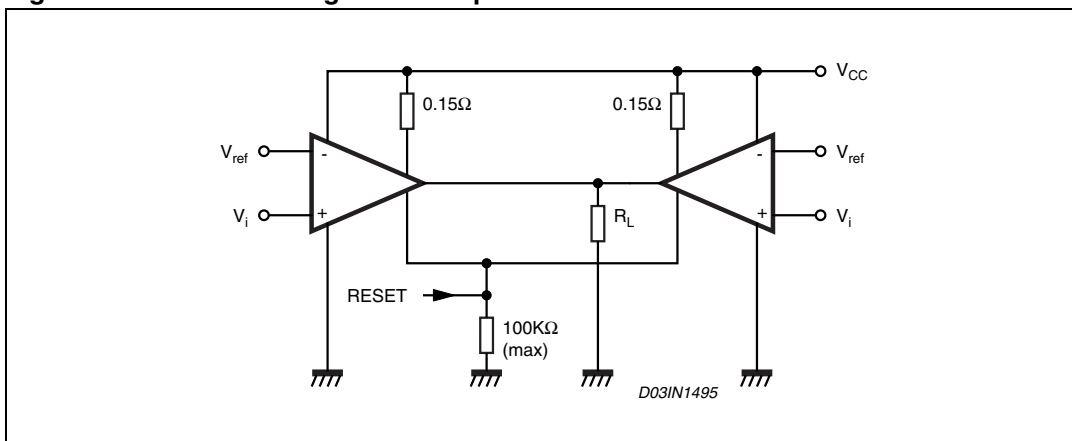 V_CC
0.15Ω
0.15Ω
V_ref
-
-
V_ref
V_i
+
+
V_i
R_L
RESET
100KΩ
(max)
D03IN1495